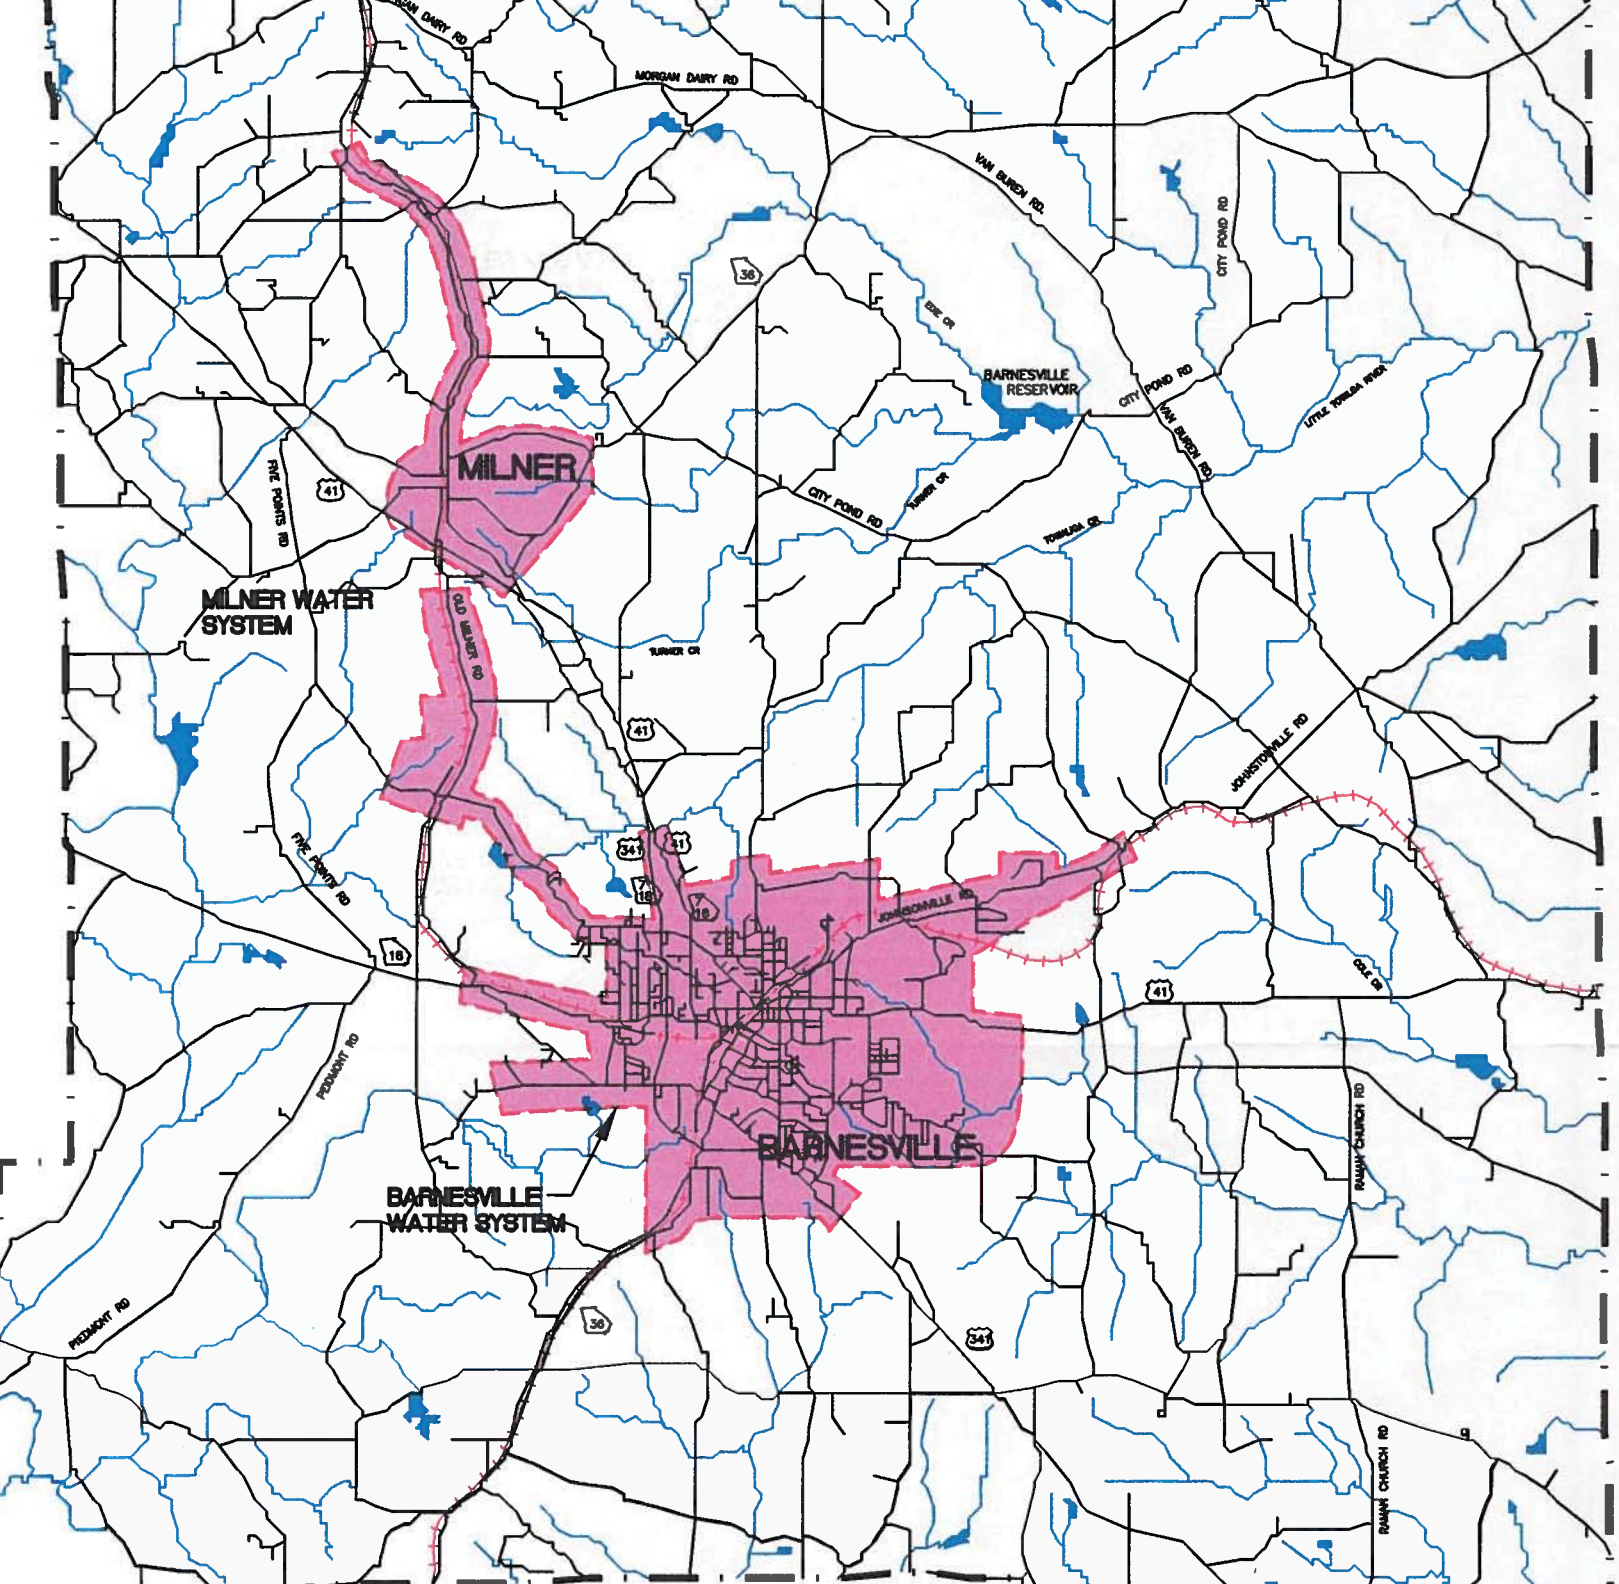 DAIRY RD
MORGAN DAIRY RD
VAN BUREN RD.
CITY POND RD
36
EDIE CR
BARNESVILLE
RESERVOIR
CITY POND RD
LITTLE TOWALIGA RIVER
VAN BUREN RD
MILNER
FIVE POINTS RD
41
CITY POND RD
TURNER CR
TOWALIGA CR
MILNER WATER
SYSTEM
OLD MILNER RD
TURNER CR
41
JOHNSTONVILLE RD
341
41
7
18
7
18
FIVE POINTS RD
JOHNSONVILLE RD
18
COLE CR
41
PIEDMONT RD
RAMAH CHURCH RD
BARNESVILLE
BARNESVILLE
WATER SYSTEM
PIEDMONT RD
36
341
RAMAH CHURCH RD